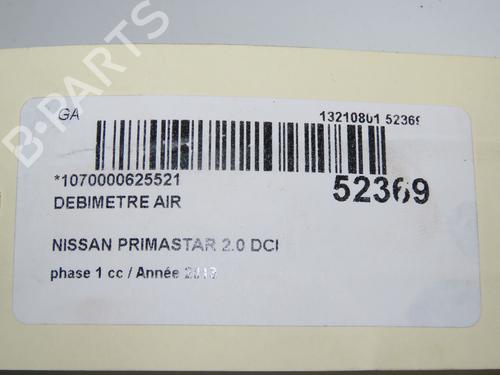 GA
13210801 52369
*1070000625521
52369
DEBIMETRE AIR
NISSAN PRIMASTAR 2.0 DCI
phase 1 cc / Année
B-PARTS